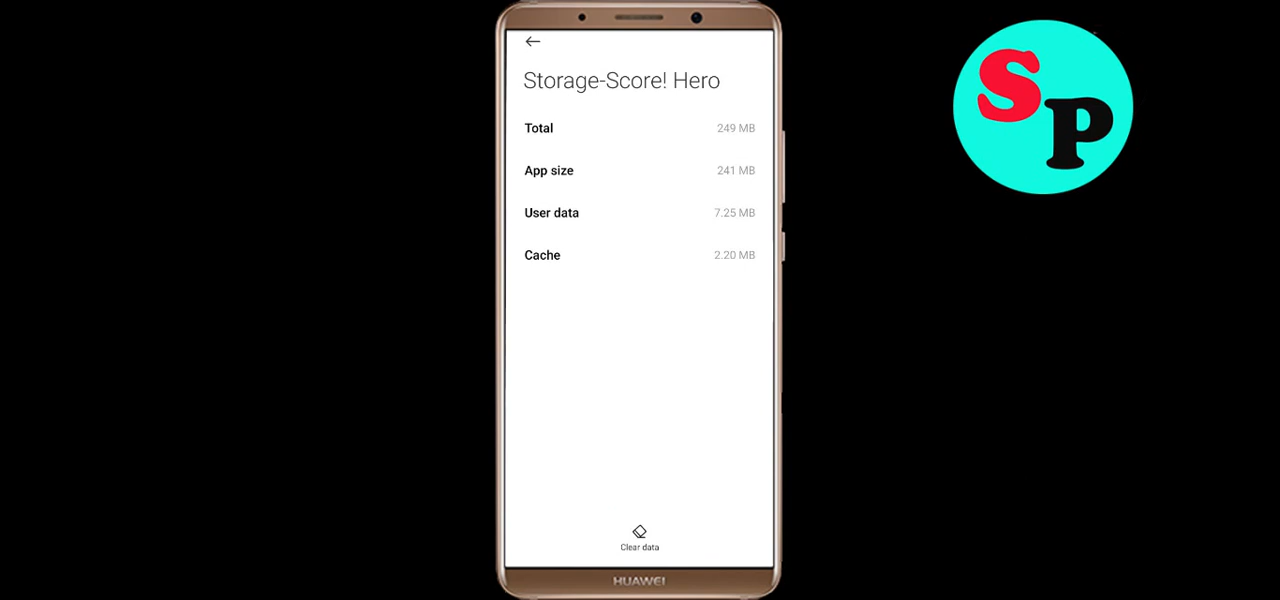 Storage-Score! Hero
Total 249 MB
App size 241 MB
User data 7.25 MB
Cache 2.20 MB
Clear data
HUAWEI
SP